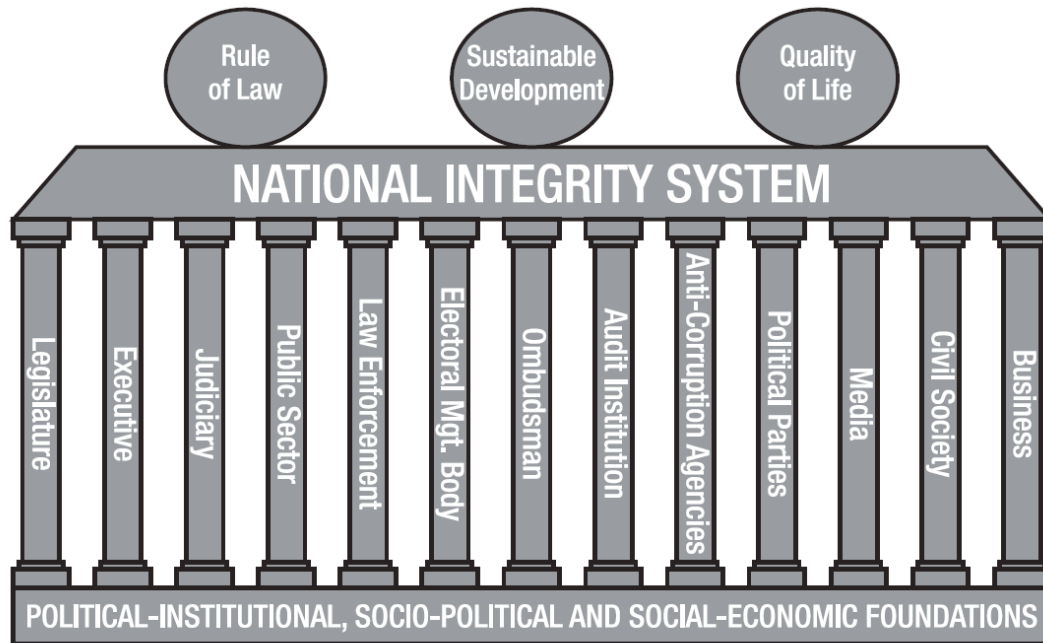 Rule
of Law
Sustainable
Development
Quality
of Life
NATIONAL INTEGRITY SYSTEM
Legislature
Executive
Judiciary
Public Sector
Law Enforcement
Electoral Mgt. Body
Ombudsman
Audit Institution
Anti-Corruption Agencies
Political Parties
Media
Civil Society
Business
POLITICAL-INSTITUTIONAL, SOCIO-POLITICAL AND SOCIAL-ECONOMIC FOUNDATIONS